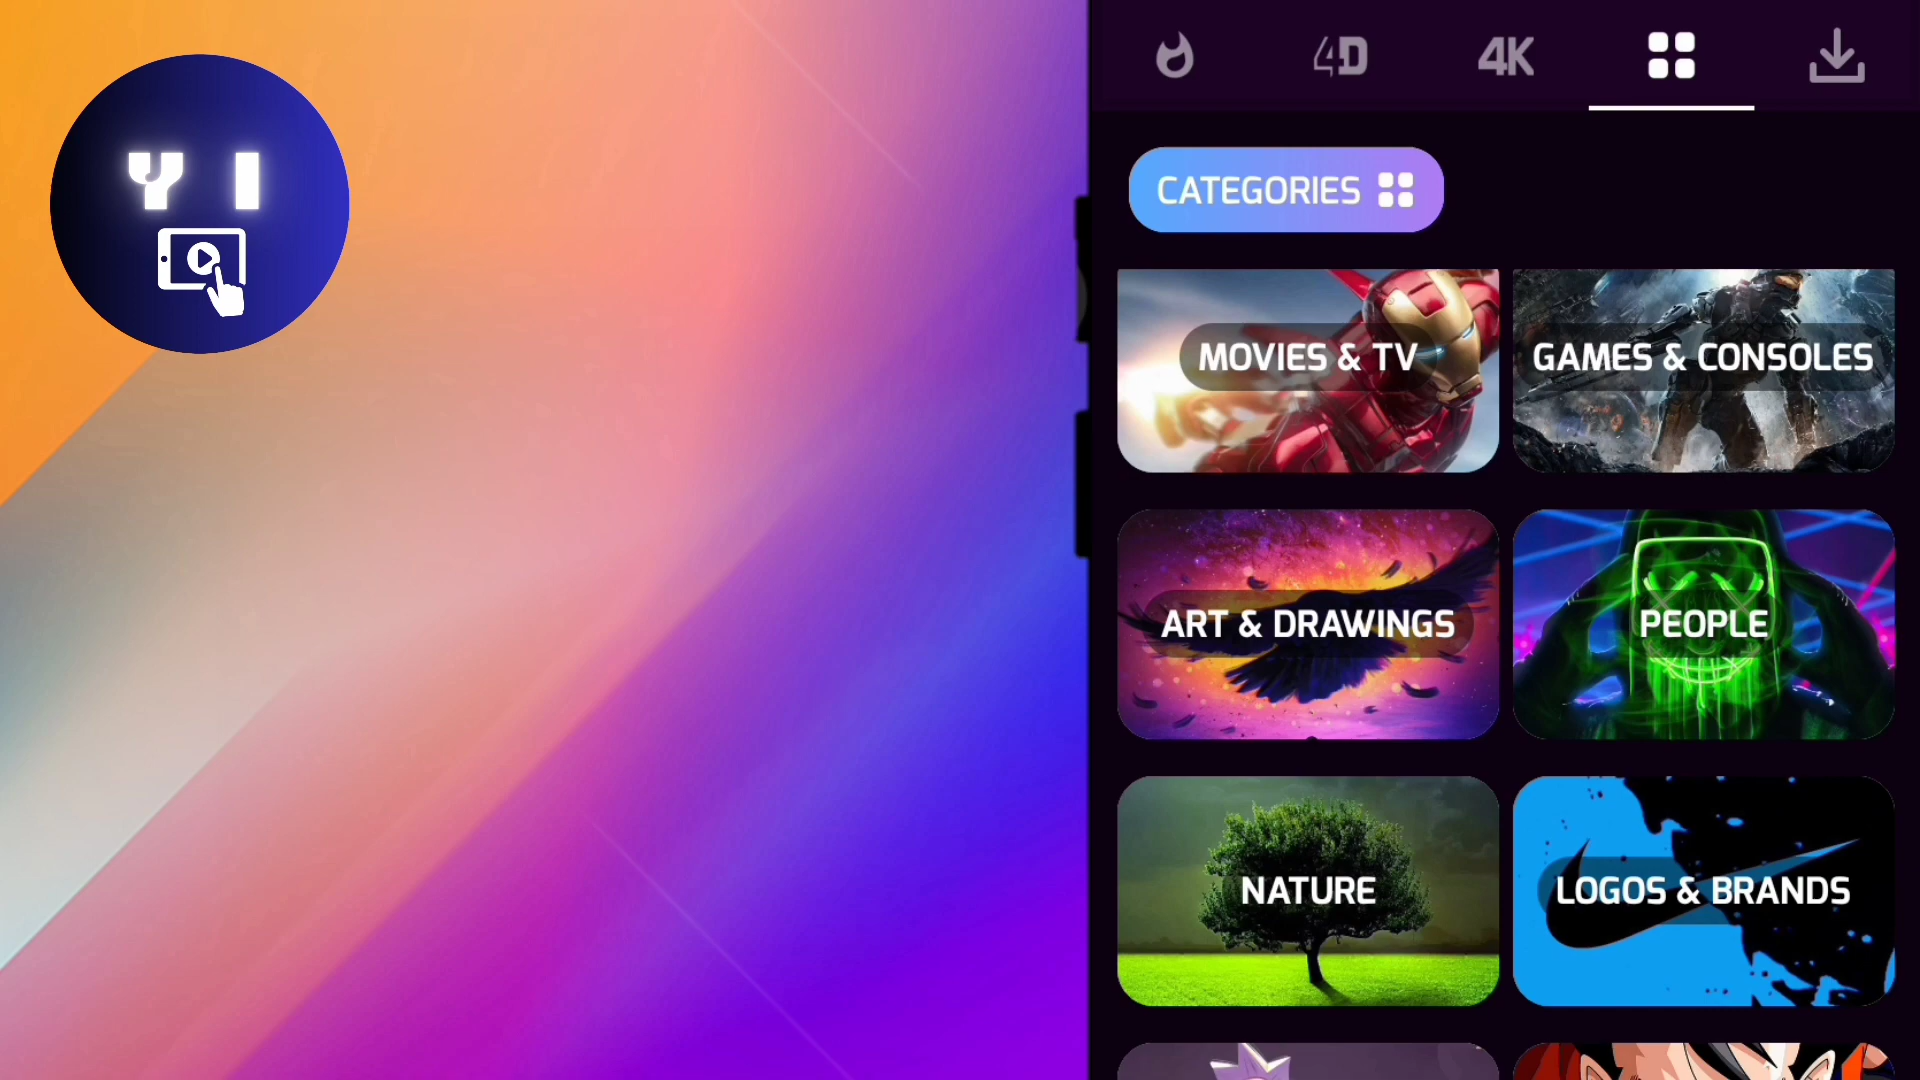 Y I
4D
4K
CATEGORIES
MOVIES & TV
GAMES & CONSOLES
ART & DRAWINGS
PEOPLE
NATURE
LOGOS & BRANDS